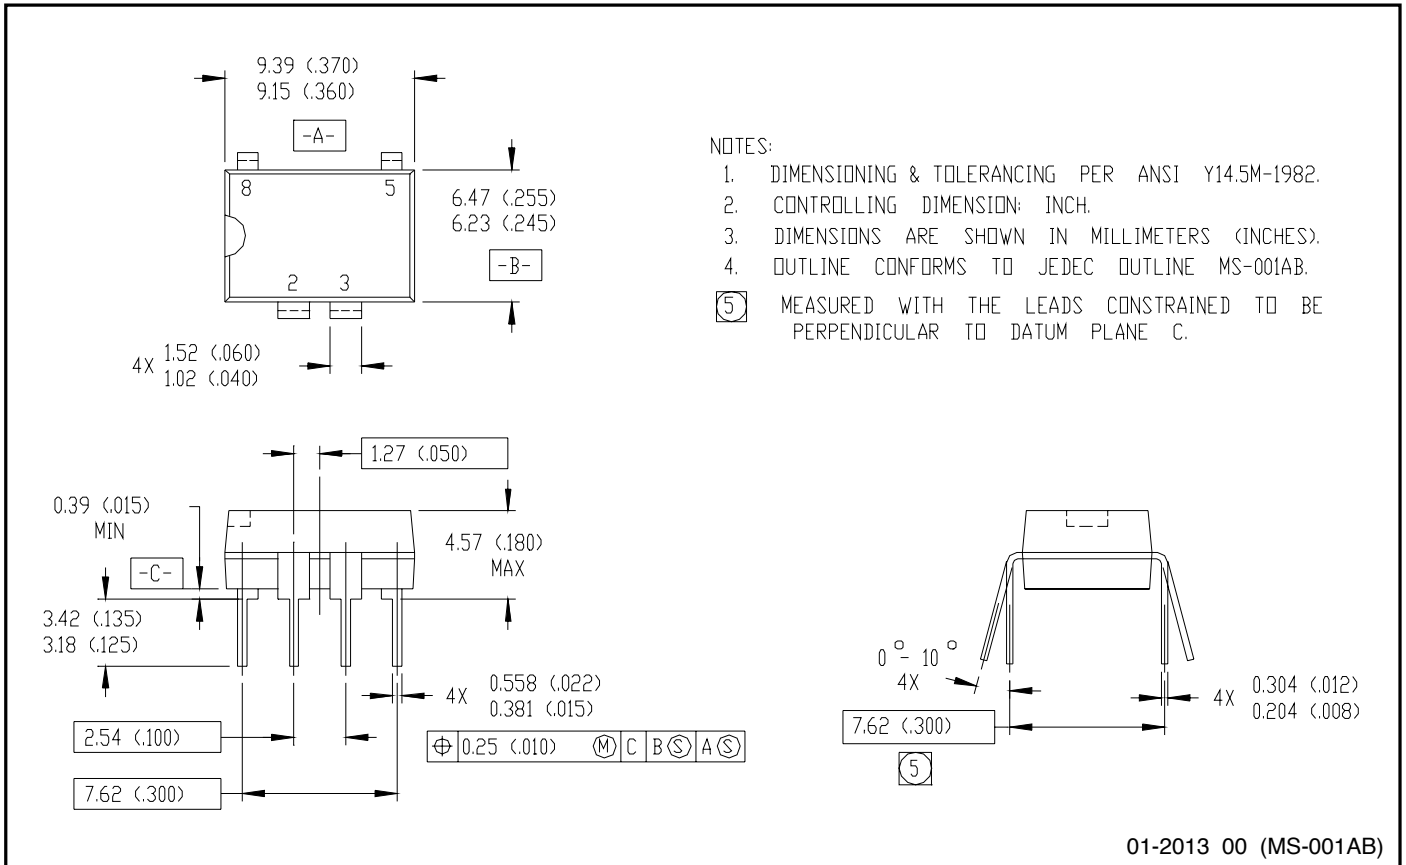 9.39 (.370)
9.15 (.360)
-A-
8
5
2
3
6.47 (.255)
6.23 (.245)
-B-
4X
1.52 (.060)
1.02 (.040)
NOTES:
1. DIMENSIONING & TOLERANCING PER ANSI Y14.5M-1982.
2. CONTROLLING DIMENSION: INCH.
3. DIMENSIONS ARE SHOWN IN MILLIMETERS (INCHES).
4. OUTLINE CONFORMS TO JEDEC OUTLINE MS-001AB.
5 MEASURED WITH THE LEADS CONSTRAINED TO BE
PERPENDICULAR TO DATUM PLANE C.
1.27 (.050)
0.39 (.015)
MIN
-C-
4.57 (.180)
MAX
3.42 (.135)
3.18 (.125)
4X
0.558 (.022)
0.381 (.015)
2.54 (.100)
⌖ 0.25 (.010) Ⓜ C B Ⓢ A Ⓢ
7.62 (.300)
0° - 10°
4X
4X
0.304 (.012)
0.204 (.008)
7.62 (.300)
5
01-2013 00 (MS-001AB)